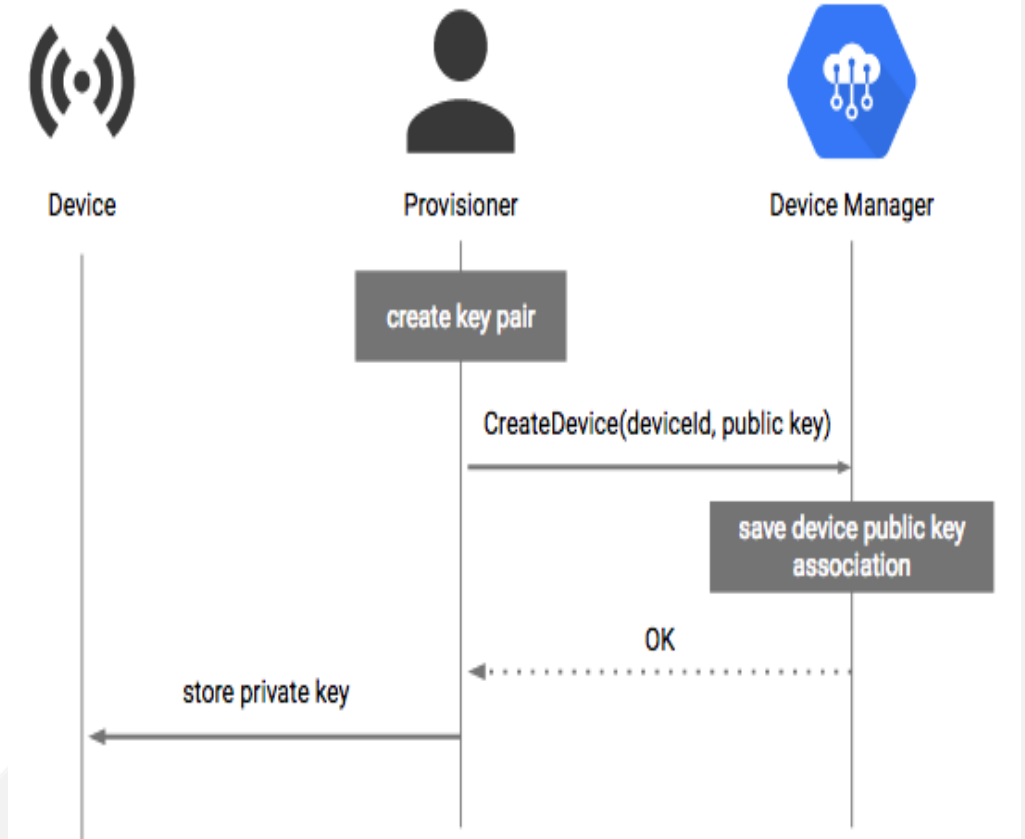 Device
Provisioner
Device Manager
create key pair
CreateDevice(deviceId, public key)
save device public key
association
OK
store private key